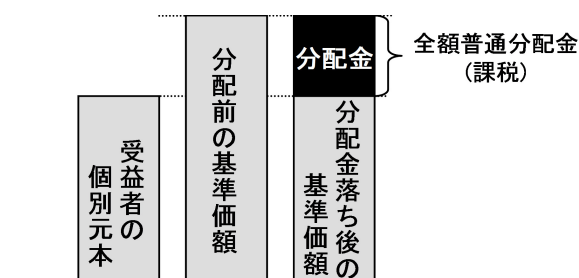 受益者の
個別元本
分配前の基準価額
分配金
分配金落ち後の
基準価額
全額普通分配金
(課税)